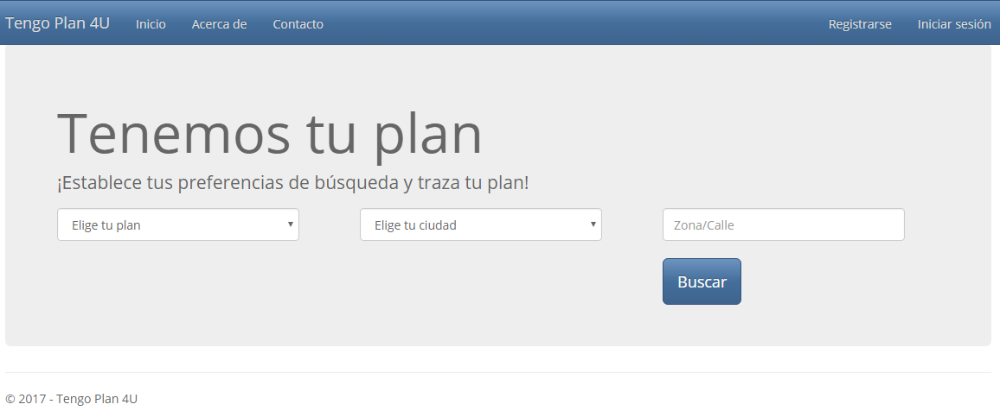 Tengo Plan 4U Inicio Acerca de Contacto Registrarse Iniciar sesión
Tenemos tu plan
¡Establece tus preferencias de búsqueda y traza tu plan!
Elige tu plan Elige tu ciudad Zona/Calle
Buscar
© 2017 - Tengo Plan 4U